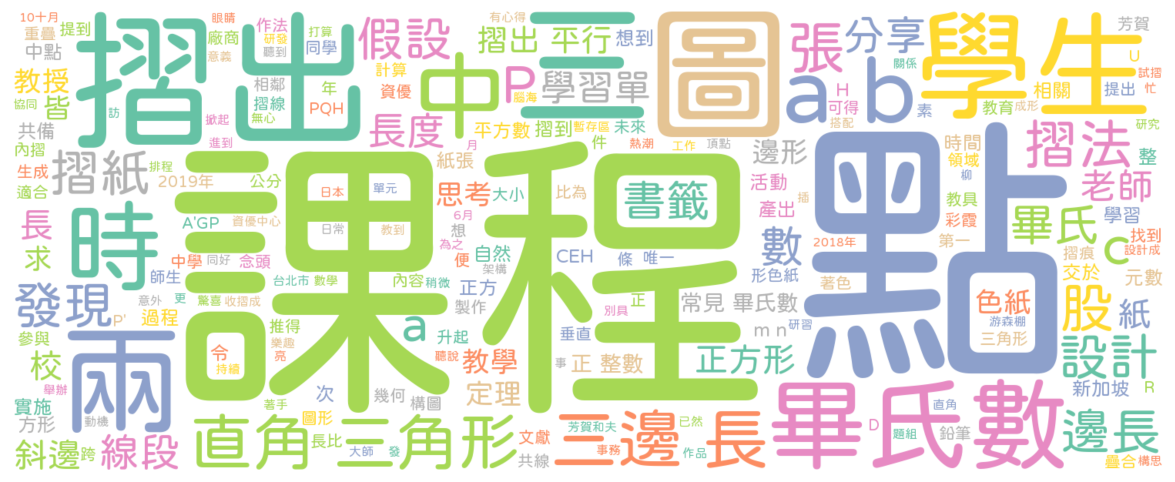 10十月 提到 眼睛 作法 假設 有心得 摺出 平行 想到 三 圖 張 分享 關係 學生 芳賀 U
重疊 廠商 研發 打算
中點 意義 聽到 同學 中 P 學習單 a b H 試摺
教授 摺出 相鄰 計算 可得 提出 教育 相關 成形 忙
協同 皆 訪 摺線 年 資優 腦海 搭配 素
共備 掀起 無心 PQH 長度 平方數 摺到 暫存區 未來 研究
內摺 進到 月 件 熱潮 工作 頂點 邊形 時間 摺法 整
生成 摺紙 排程 紙張 領域 柳 老師
適合 2019年 公分 日本 單元 思考 大小 比為 書籤 活動 教具
長 時 A'GP 資優中心 課程 6月 想 產出 點 彩霞 畢氏 學習
求 中學 同好 念頭 日常 教到 為之 便 自然 CEH 條 唯一 數 2018年 第一 c 找到 設計成
師生 台北市 數學 內容 稍微 架構 形色紙 著色 摺痕 交於 元數
發現 意外 更 驚喜 收摺成 正方 製作 別具 正 常見 畢氏數 色紙 股 紙
P' 過程 推得 a 升起 垂直 m n 研習 游森棚
參與 兩 樂趣 亮 聽說 教學 事 正 整數 正方形 三角形 設計
校 令 持續 新加坡
舉辦 次 幾何 構圖 定理 R
實施 著手 直角 三角形 三邊 長 畢氏數 直角
方形 動機 圖形 長比 文獻 芳賀和夫 已然 D 題組 鉛筆 邊長
斜邊 跨 線段 大師 發 共線 事務 作品 疊合 構思